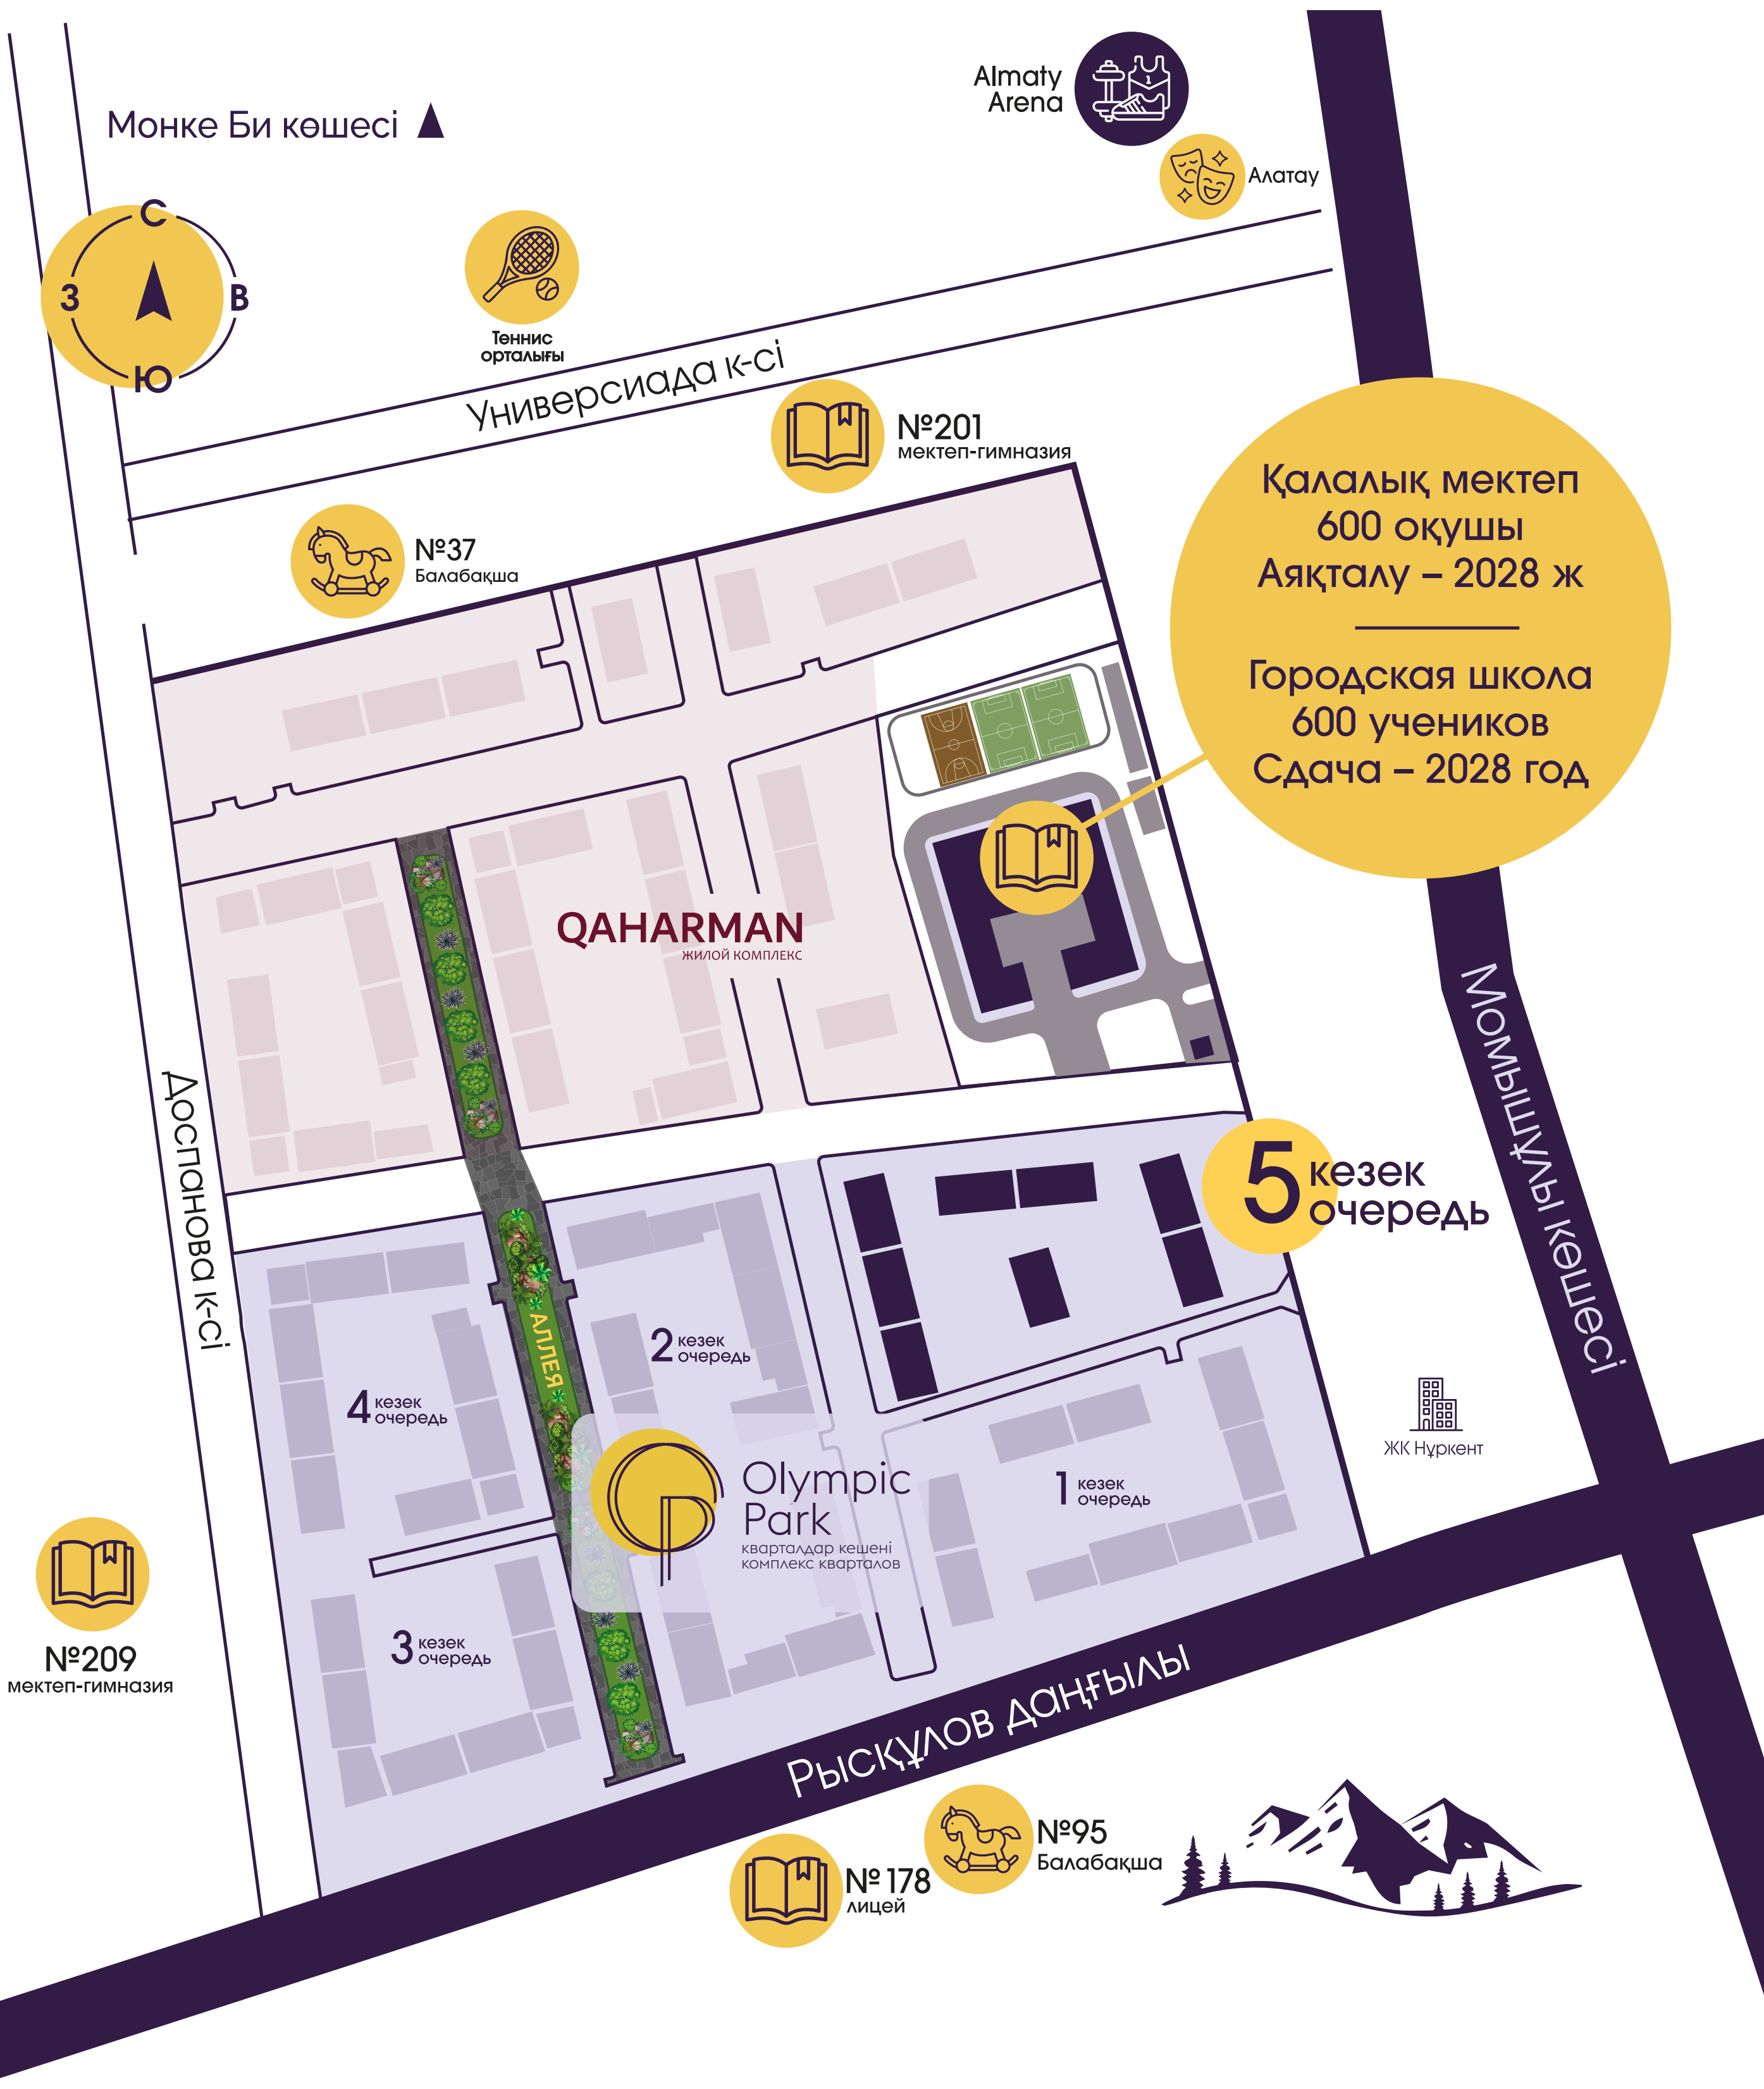 Almaty
Arena
1
Монке Би көшесі
Алатау
С
З
В
Ю
Теннис
орталығы
Универсиада к-сі
№201
мектеп-гимназия
Қалалық мектеп
600 оқушы
Аяқталу – 2028 ж
Городская школа
600 учеников
Сдача – 2028 год
№37
Балабақша
QAHARMAN
ЖИЛОЙ КОМПЛЕКС
Момышұлы көшесі
Доспанова к-сі
5 кезек
очередь
АЛЛЕЯ
2 кезек
очередь
4 кезек
очередь
ЖК Нұркент
Olympic
Park
кварталдар кешені
комплекс кварталов
1 кезек
очередь
3 кезек
очередь
№209
мектеп-гимназия
Рысқұлов даңғылы
№95
Балабақша
№178
лицей